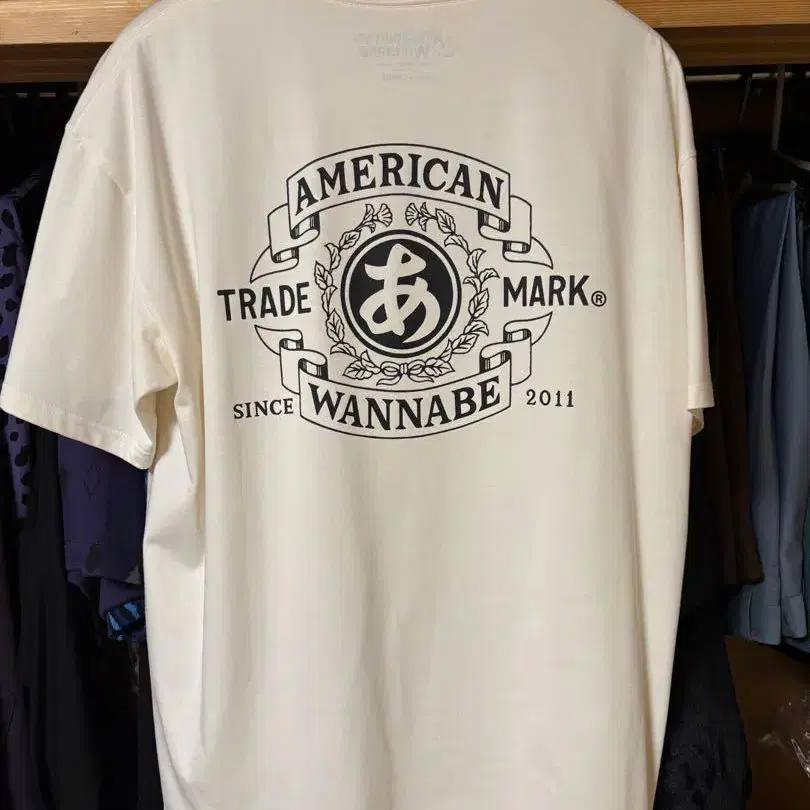 AMERICAN
TRADE あ MARK®
SINCE WANNABE 2011